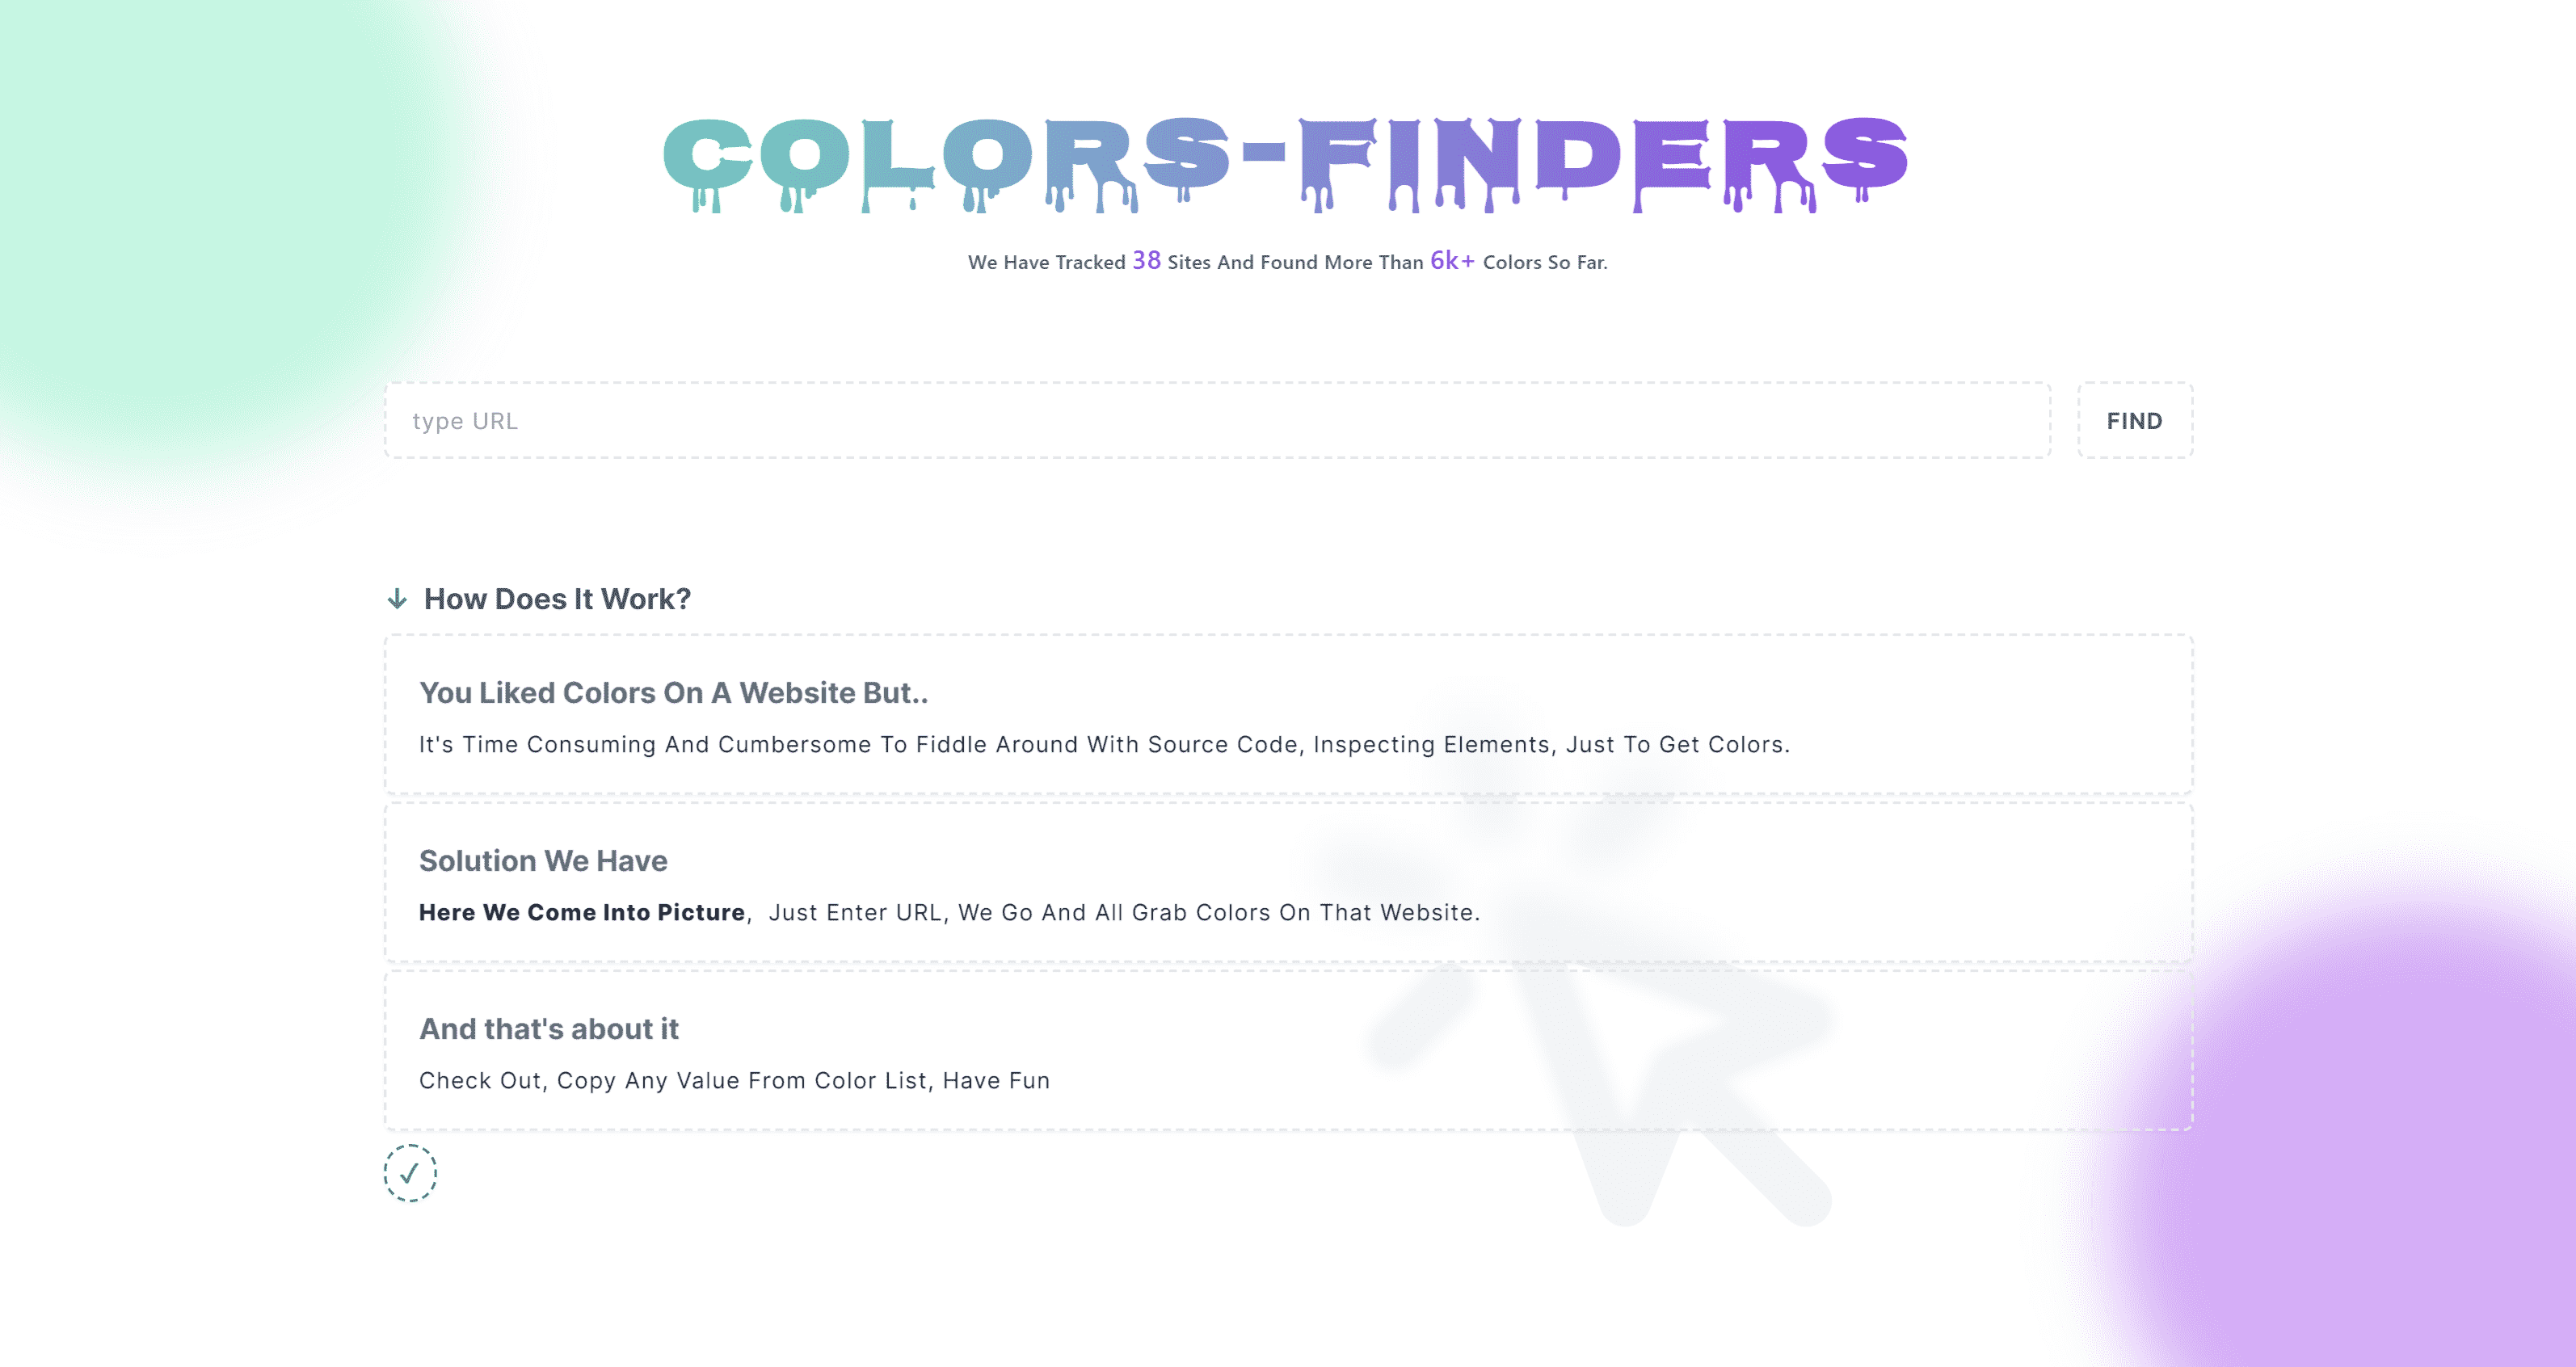 COLORS-FINDERS
We Have Tracked 38 Sites And Found More Than 6k+ Colors So Far.
type URL
FIND
↓ How Does It Work?
You Liked Colors On A Website But..
It's Time Consuming And Cumbersome To Fiddle Around With Source Code, Inspecting Elements, Just To Get Colors.
Solution We Have
Here We Come Into Picture, Just Enter URL, We Go And All Grab Colors On That Website.
And that's about it
Check Out, Copy Any Value From Color List, Have Fun
✓